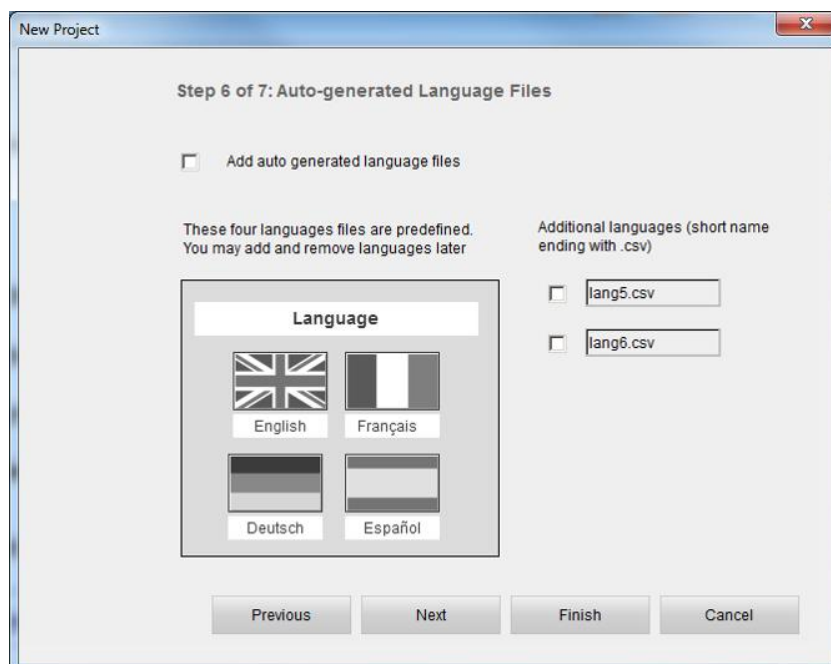 New Project
Step 6 of 7: Auto-generated Language Files
Add auto generated language files
These four languages files are predefined.
You may add and remove languages later
Additional languages (short name
ending with .csv)
Language
English
Français
Deutsch
Español
lang5.csv
lang6.csv
Previous
Next
Finish
Cancel